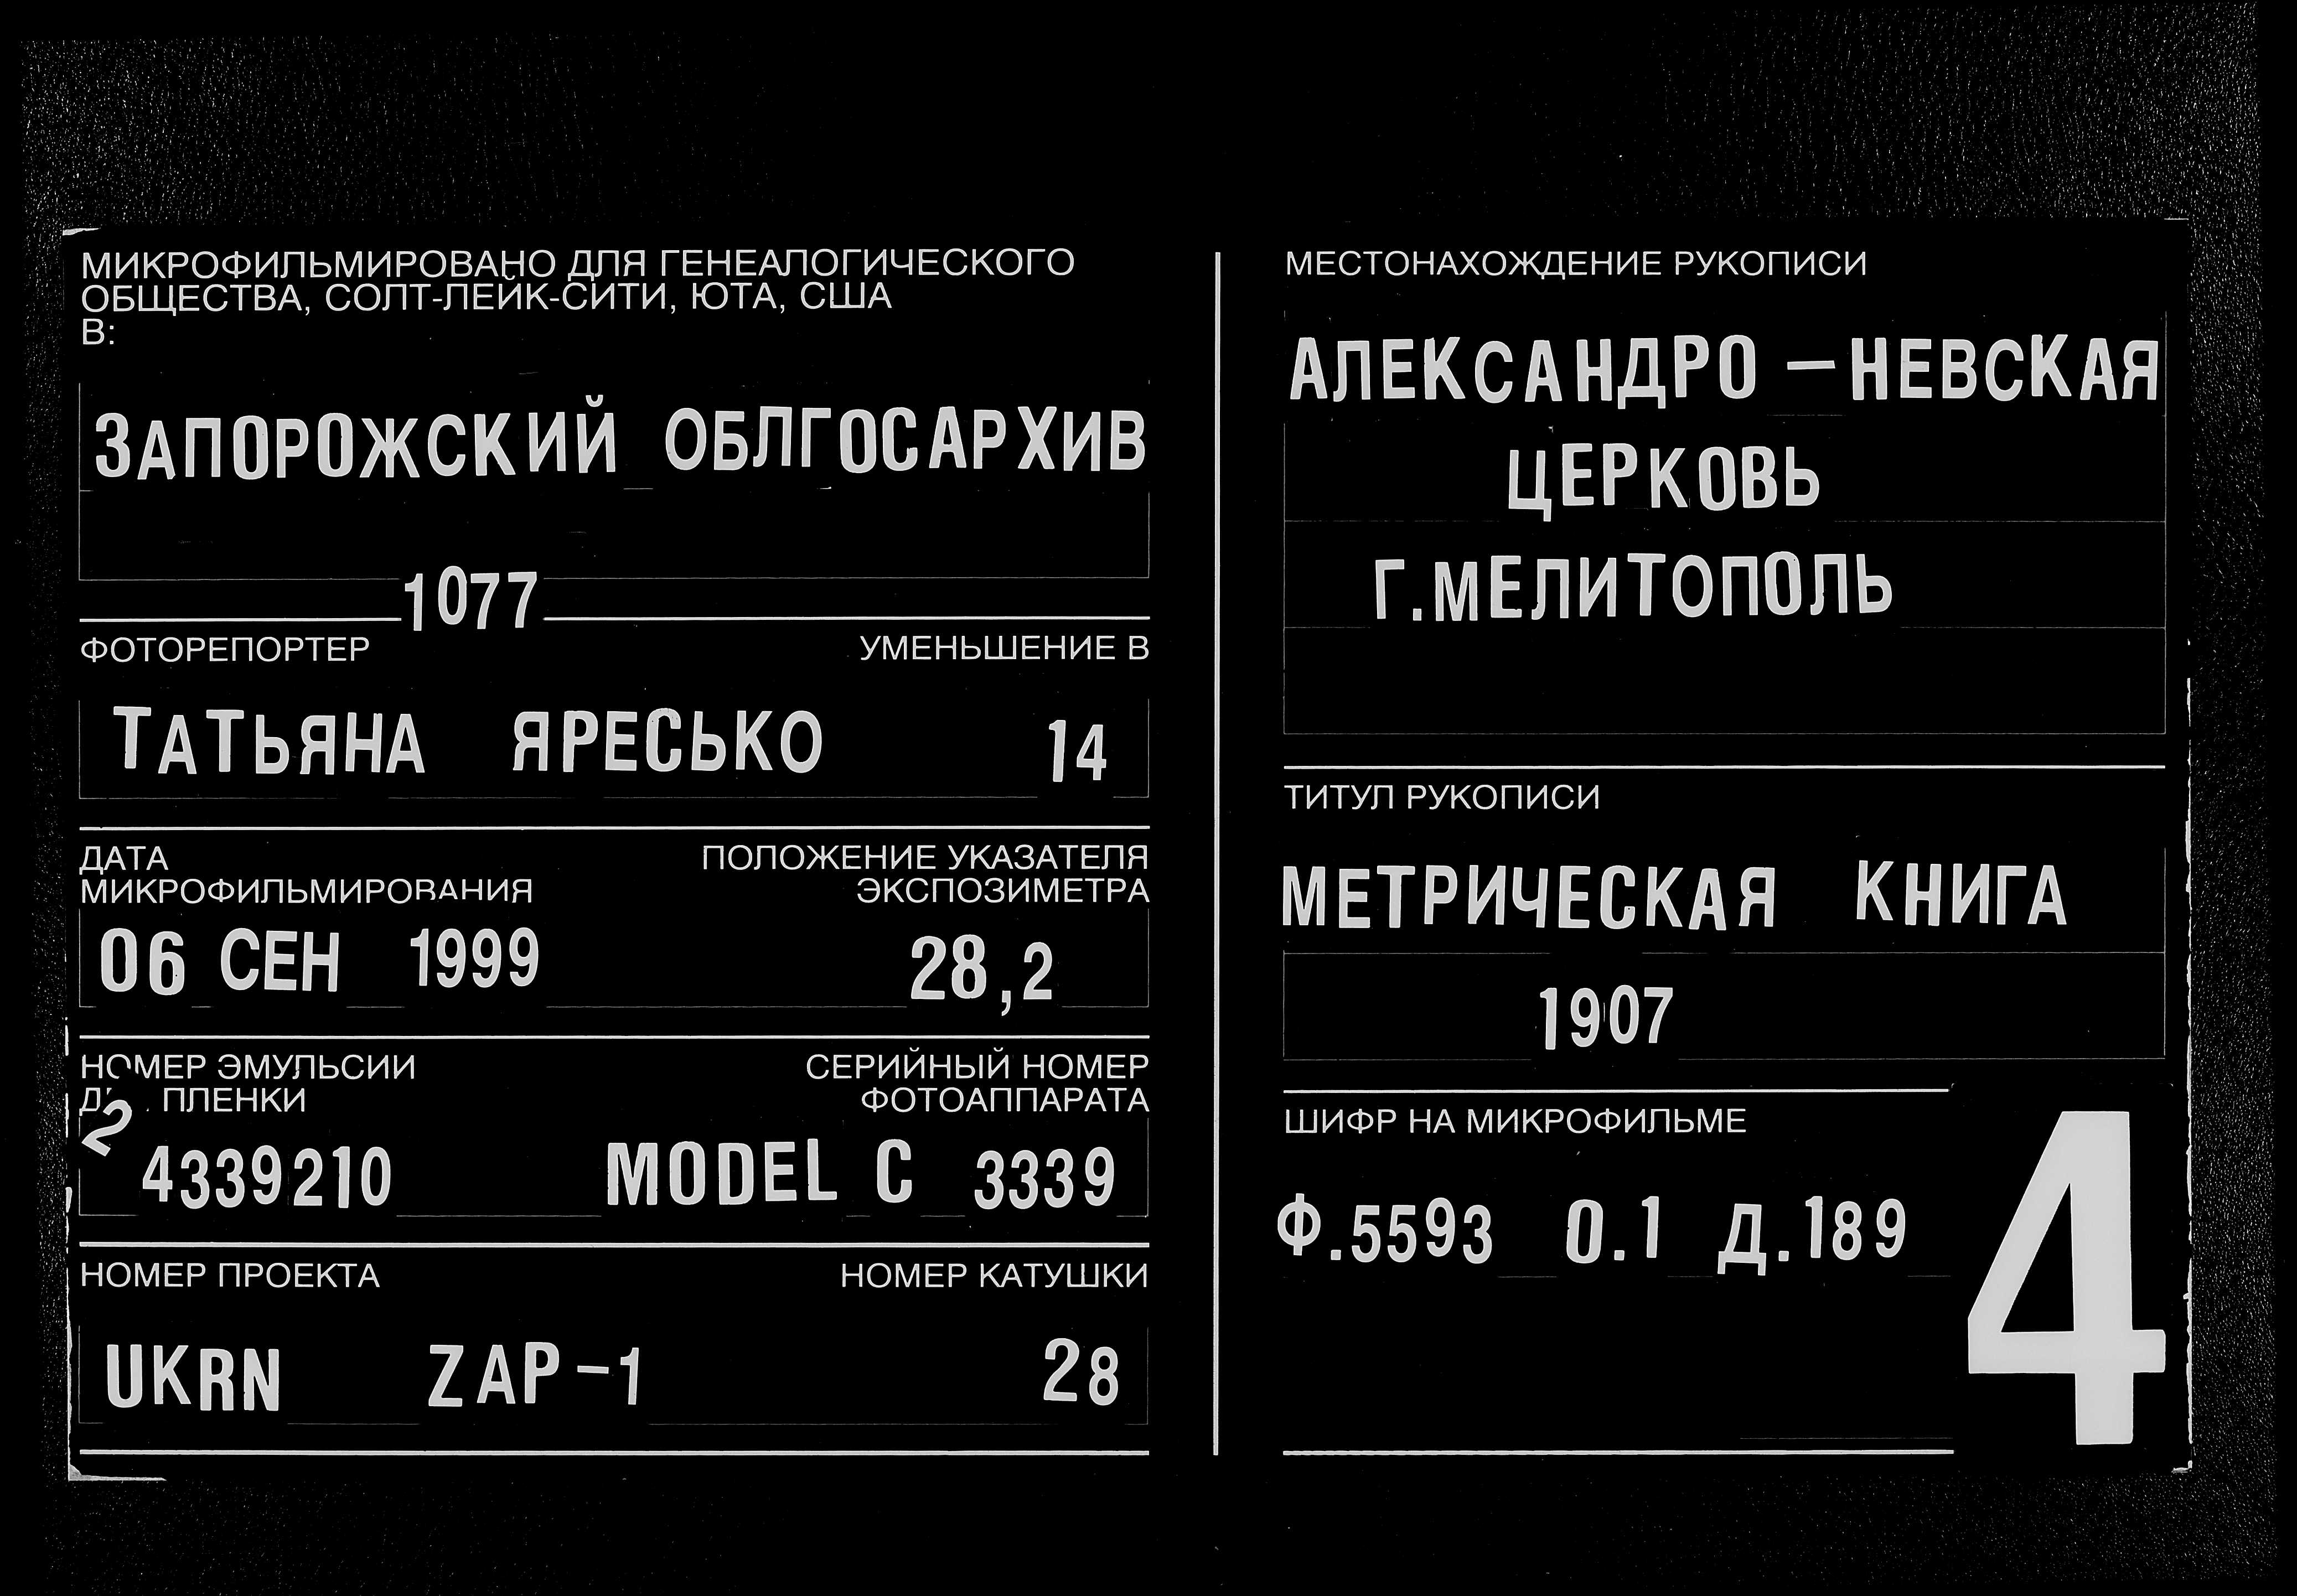 МИКРОФИЛЬМИРОВАНО ДЛЯ ГЕНЕАЛОГИЧЕСКОГО
ОБЩЕСТВА, СОЛТ-ЛЕЙК-СИТИ, ЮТА, США
В:
ЗАПОРОЖСКИЙ ОБЛГОСАРХИВ
1077
ФОТОРЕПОРТЕР УМЕНЬШЕНИЕ В
ТАТЬЯНА ЯРЕСЬКО 14
ДАТА ПОЛОЖЕНИЕ УКАЗАТЕЛЯ
МИКРОФИЛЬМИРОВАНИЯ ЭКСПОЗИМЕТРА
06 СЕН 1999 28,2
НОМЕР ЭМУЛЬСИИ СЕРИЙНЫЙ НОМЕР
ПЛЕНКИ ФОТОАППАРАТА
2
4339210 MODEL C 3339
НОМЕР ПРОЕКТА НОМЕР КАТУШКИ
UKRN ZAP-1 28
МЕСТОНАХОЖДЕНИЕ РУКОПИСИ
АЛЕКСАНДРО – НЕВСКАЯ
ЦЕРКОВЬ
Г.МЕЛИТОПОЛЬ
ТИТУЛ РУКОПИСИ
МЕТРИЧЕСКАЯ КНИГА
1907
ШИФР НА МИКРОФИЛЬМЕ
Ф.5593 О.1 Д.189
4